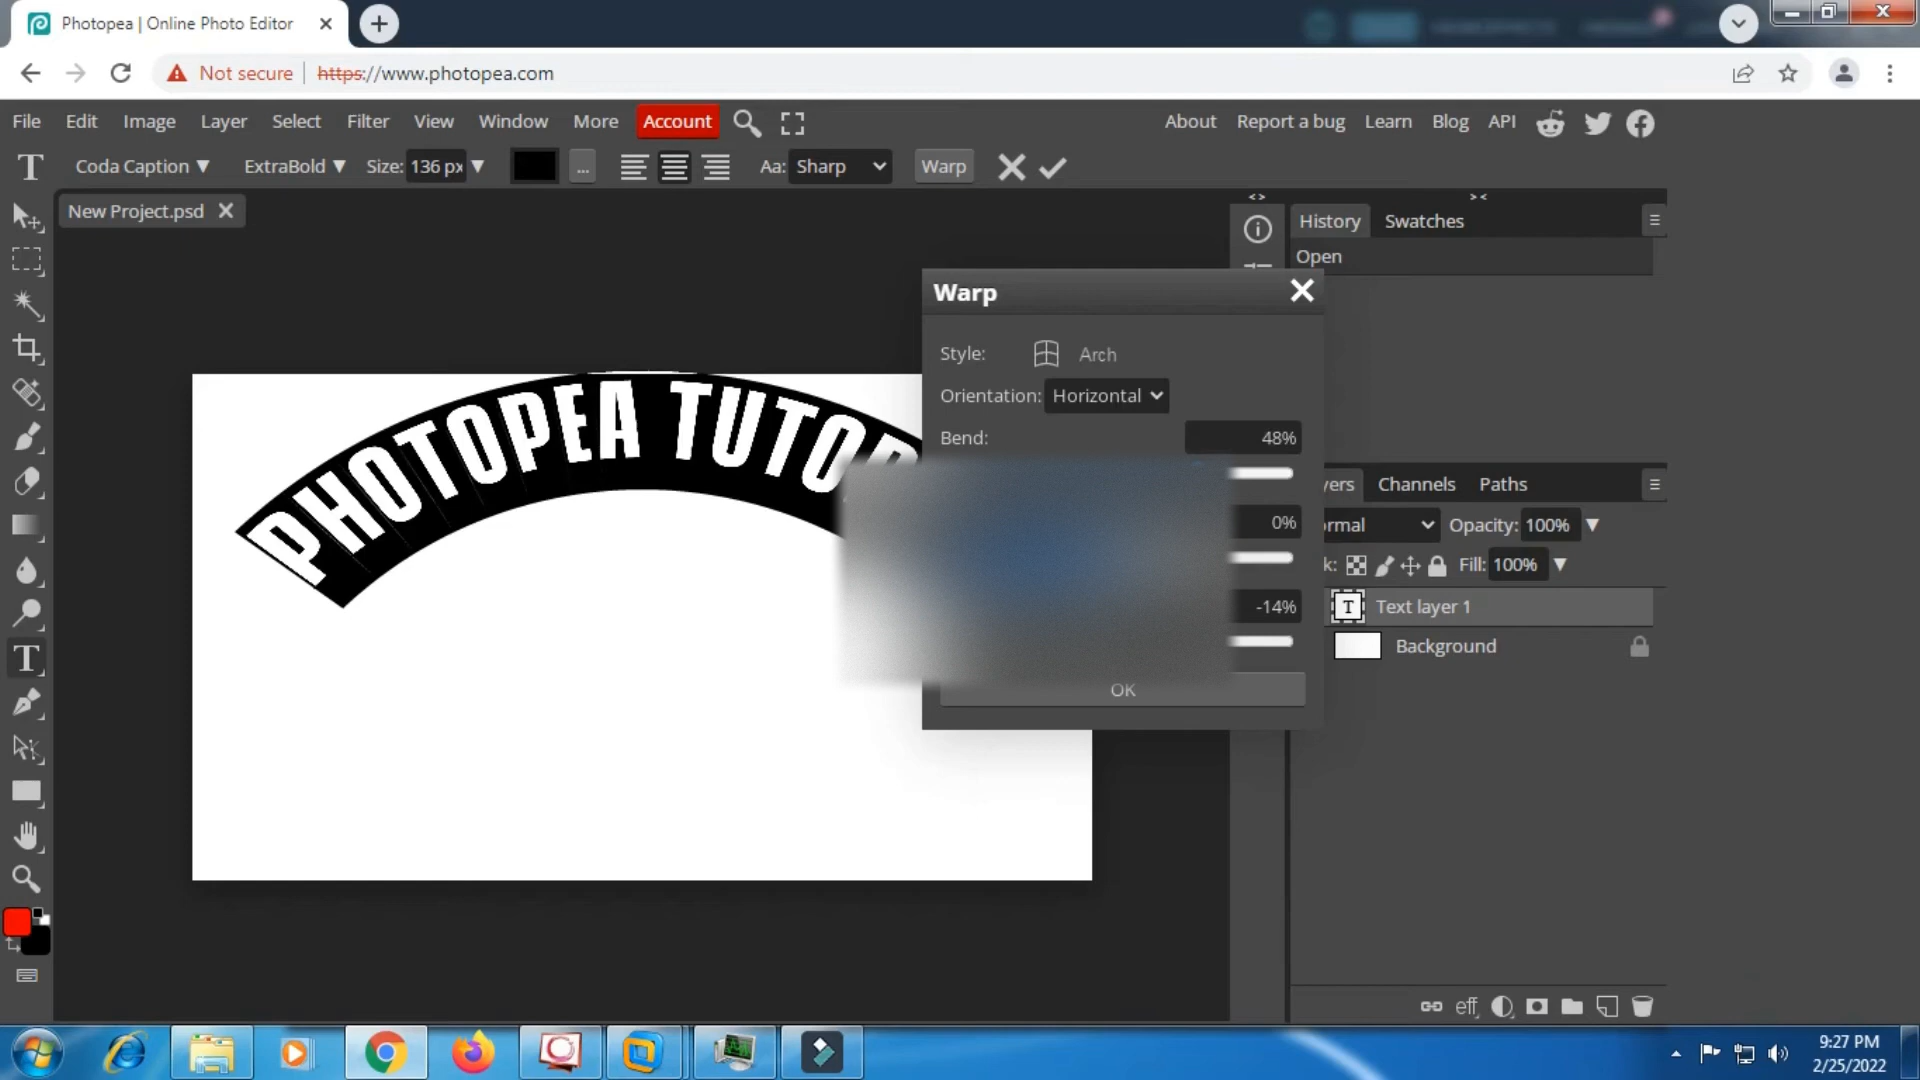 Photopea | Online Photo Editor
Not secure | https://www.photopea.com
File Edit Image Layer Select Filter View Window More Account About Report a bug Learn Blog API
T Coda Caption ▼ ExtraBold ▼ Size: 136 px ▼ ... Aa: Sharp Warp
New Project.psd
History Swatches
Open
Warp
Style: Arch
Orientation: Horizontal
Bend: 48%
0%
-14%
OK
PHOTOPEA
Channels Paths
Opacity: 100% ▼
Fill: 100% ▼
T Text layer 1
Background
eff
9:27 PM
2/25/2022